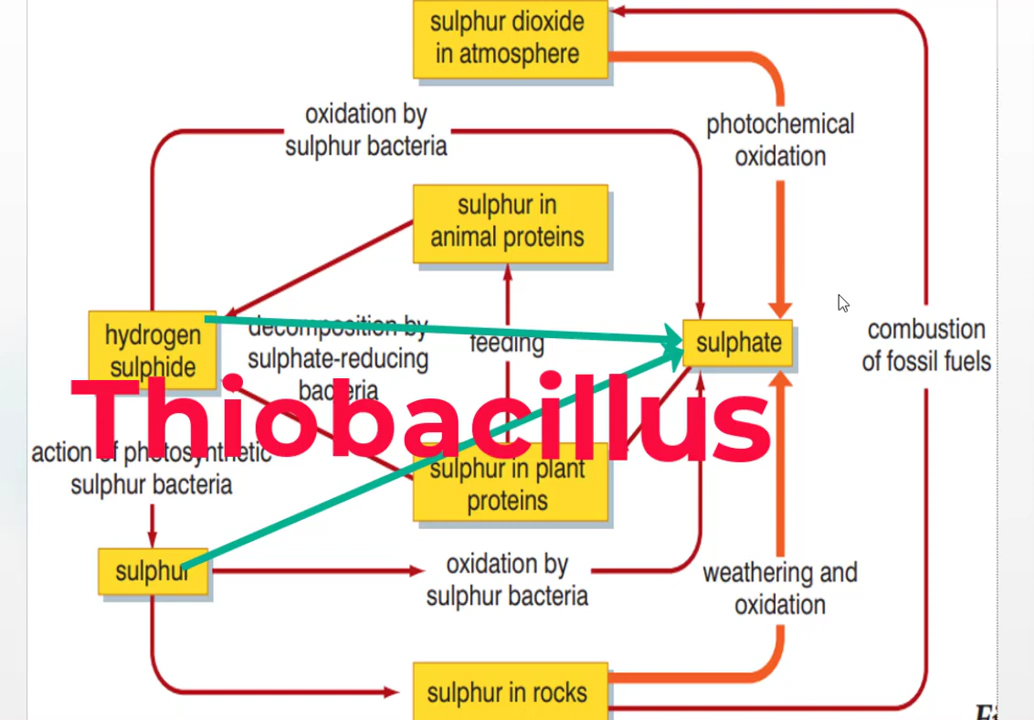 sulphur dioxide
in atmosphere
oxidation by
sulphur bacteria
photochemical
oxidation
sulphur in
animal proteins
hydrogen
sulphide
decomposition by
sulphate-reducing
bacteria
feeding
sulphate
combustion
of fossil fuels
Thiobacillus
action of photosynthetic
sulphur bacteria
sulphur in plant
proteins
sulphur
oxidation by
sulphur bacteria
weathering and
oxidation
sulphur in rocks